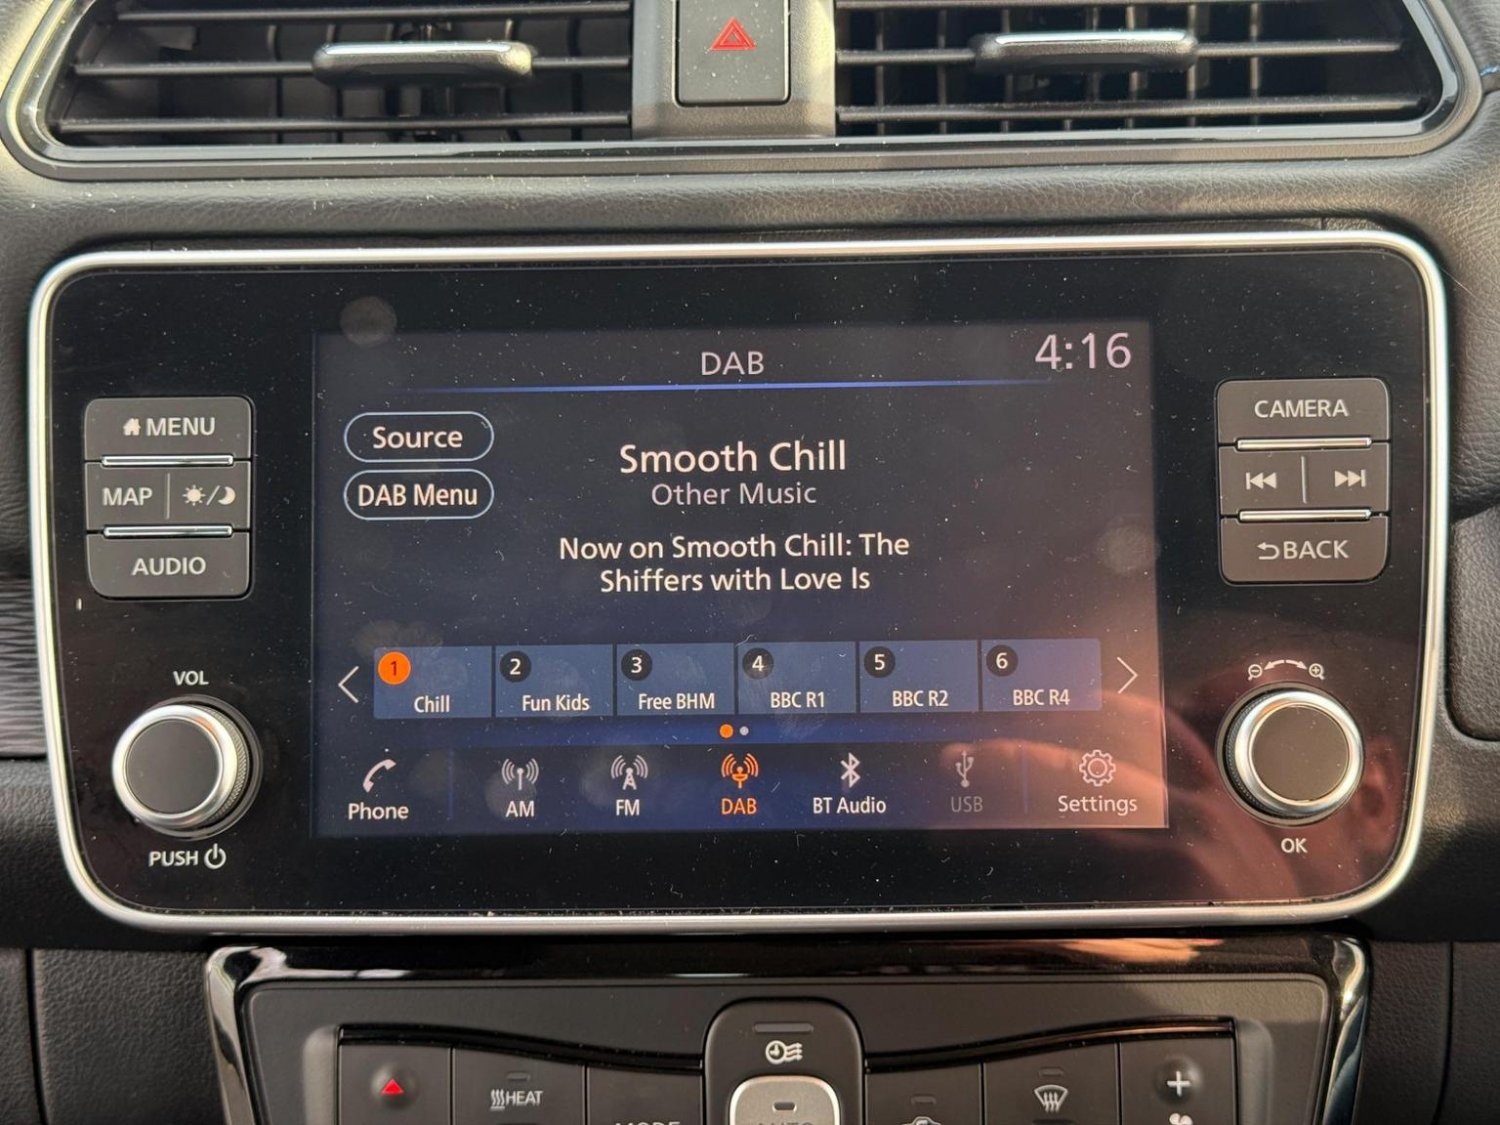 DAB
4:16
MENU
MAP
AUDIO
VOL
PUSH
Source
DAB Menu
Smooth Chill
Other Music
Now on Smooth Chill: The
Shiffers with Love Is
1
Chill
2
Fun Kids
3
Free BHM
4
BBC R1
5
BBC R2
6
BBC R4
Phone
AM
FM
DAB
BT Audio
USB
Settings
CAMERA
BACK
OK
HEAT
MODE
AUTO